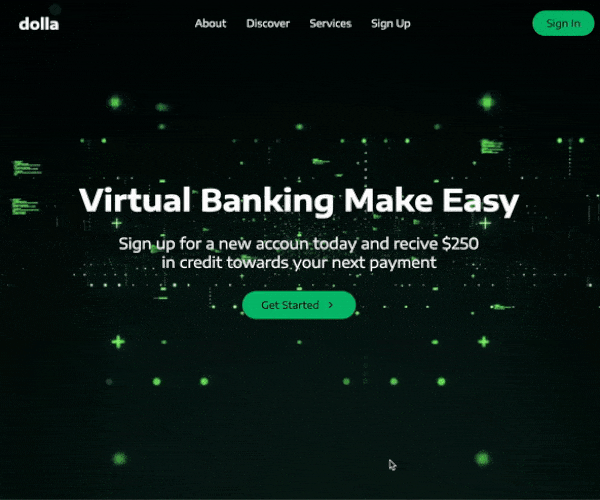 dolla
About Discover Services Sign Up
Sign In
Virtual Banking Make Easy
Sign up for a new accoun today and recive $250
in credit towards your next payment
Get Started